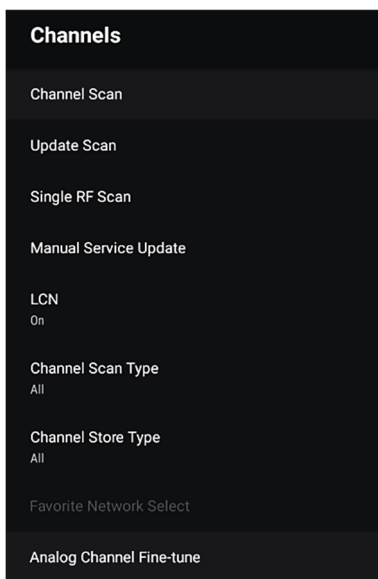 Channels
Channel Scan
Update Scan
Single RF Scan
Manual Service Update
LCN
On
Channel Scan Type
All
Channel Store Type
All
Favorite Network Select
Analog Channel Fine-tune